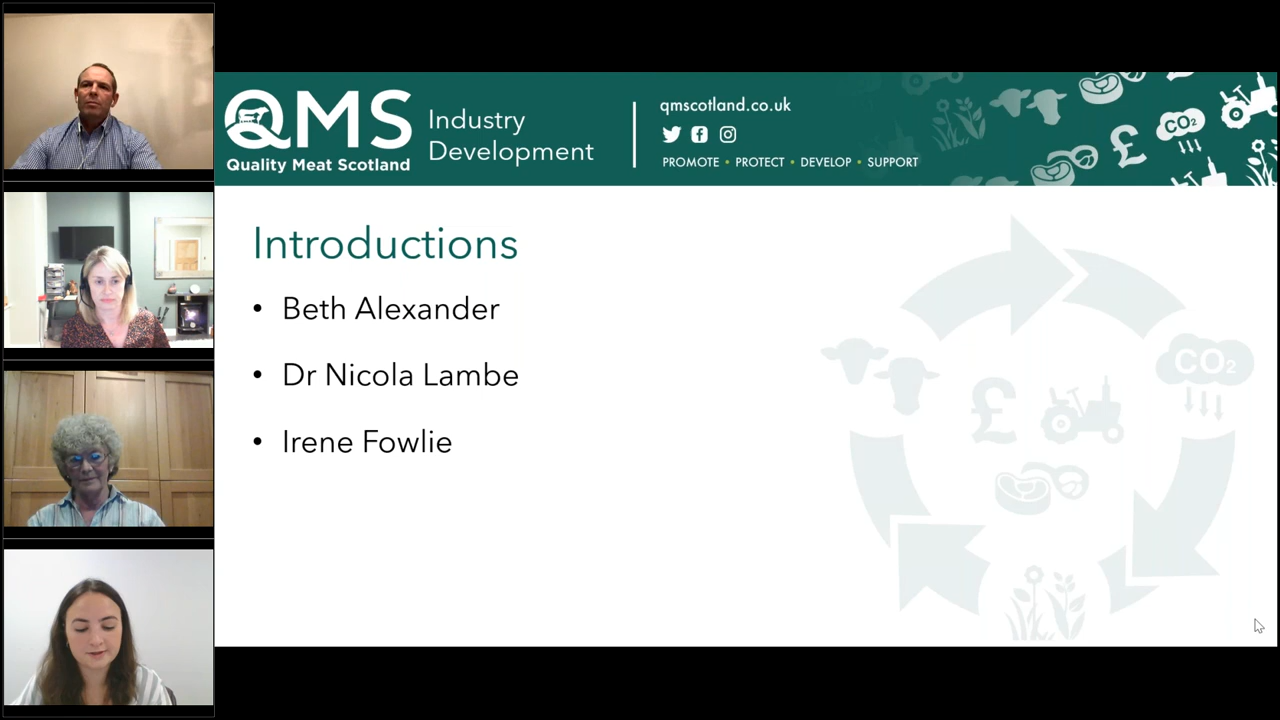 QMS
Quality Meat Scotland
Industry
Development
qmscotland.co.uk
PROMOTE • PROTECT • DEVELOP • SUPPORT
£
CO2
Introductions
• Beth Alexander
• Dr Nicola Lambe
• Irene Fowlie
CO2
£